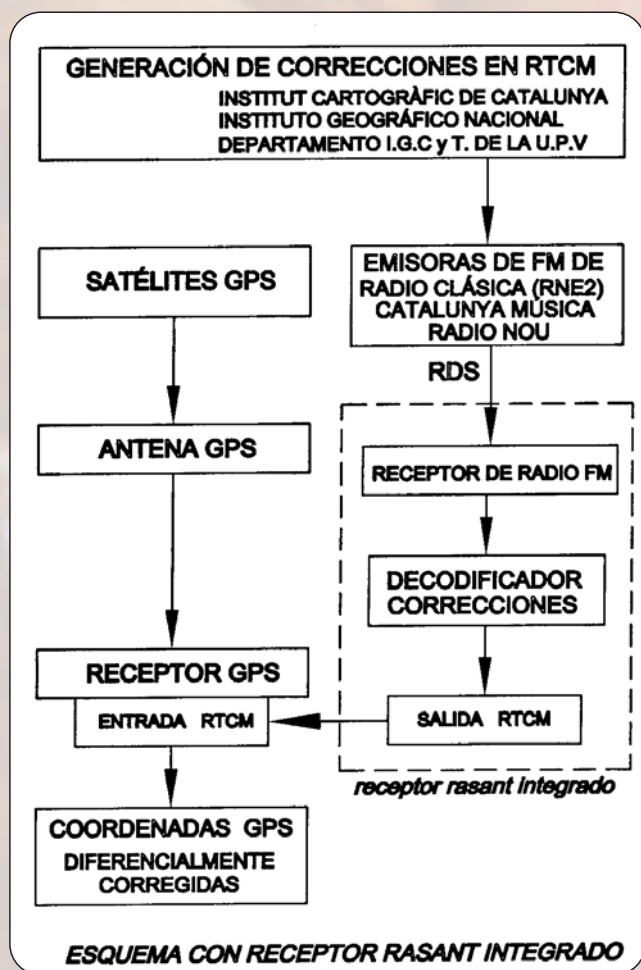 GENERACIÓN DE CORRECCIONES EN RTCM
INSTITUT CARTOGRÀFIC DE CATALUNYA
INSTITUTO GEOGRÁFICO NACIONAL
DEPARTAMENTO I.G.C y T. DE LA U.P.V
SATÉLITES GPS
EMISORAS DE FM DE
RADIO CLÁSICA (RNE2)
CATALUNYA MÚSICA
RADIO NOU
RDS
ANTENA GPS
RECEPTOR DE RADIO FM
DECODIFICADOR
CORRECCIONES
RECEPTOR GPS
ENTRADA RTCM
SALIDA RTCM
receptor rasant integrado
COORDENADAS GPS
DIFERENCIALMENTE
CORREGIDAS
ESQUEMA CON RECEPTOR RASANT INTEGRADO